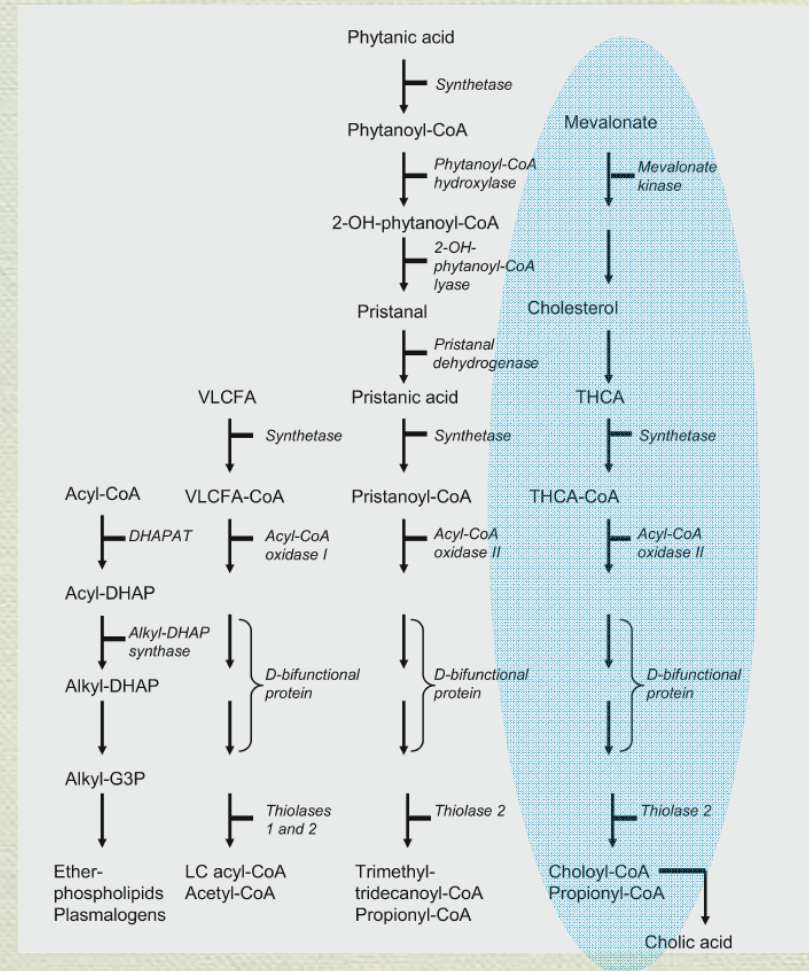 Phytanic acid
Synthetase
Phytanoyl-CoA
Mevalonate
Phytanoyl-CoA
hydroxylase
Mevalonate
kinase
2-OH-phytanoyl-CoA
2-OH-
phytanoyl-CoA
lyase
Pristanal
Cholesterol
Pristanal
dehydrogenase
VLCFA
Pristanic acid
THCA
Synthetase
Synthetase
Synthetase
Acyl-CoA
VLCFA-CoA
Pristanoyl-CoA
THCA-CoA
DHAPAT
Acyl-CoA
oxidase I
Acyl-CoA
oxidase II
Acyl-CoA
oxidase II
Acyl-DHAP
Alkyl-DHAP
synthase
D-bifunctional
protein
D-bifunctional
protein
D-bifunctional
protein
Alkyl-DHAP
Alkyl-G3P
Thiolases
1 and 2
Thiolase 2
Thiolase 2
Ether-
phospholipids
Plasmalogens
LC acyl-CoA
Acetyl-CoA
Trimethyl-
tridecanoyl-CoA
Propionyl-CoA
Choloyl-CoA
Propionyl-CoA
Cholic acid